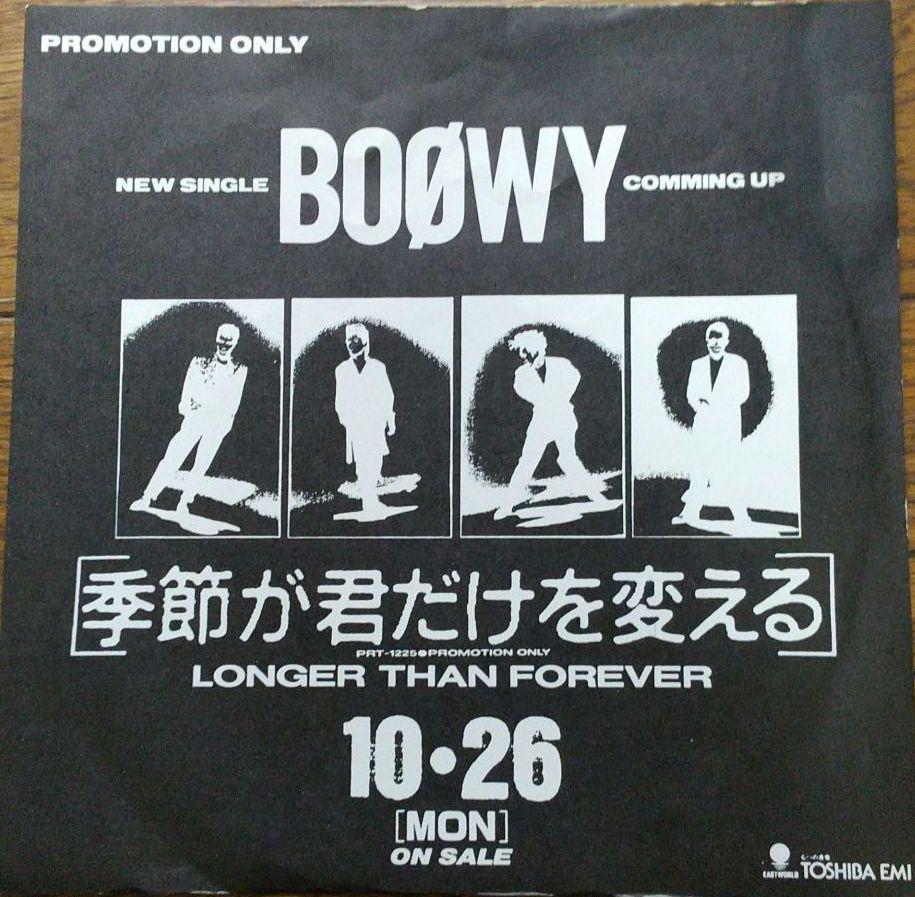 PROMOTION ONLY
NEW SINGLE BOØWY COMMING UP
[季節が君だけを変える]
PRT-1225●PROMOTION ONLY
LONGER THAN FOREVER
10・26
[MON]
ON SALE
EASTWORLD TOSHIBA EMI